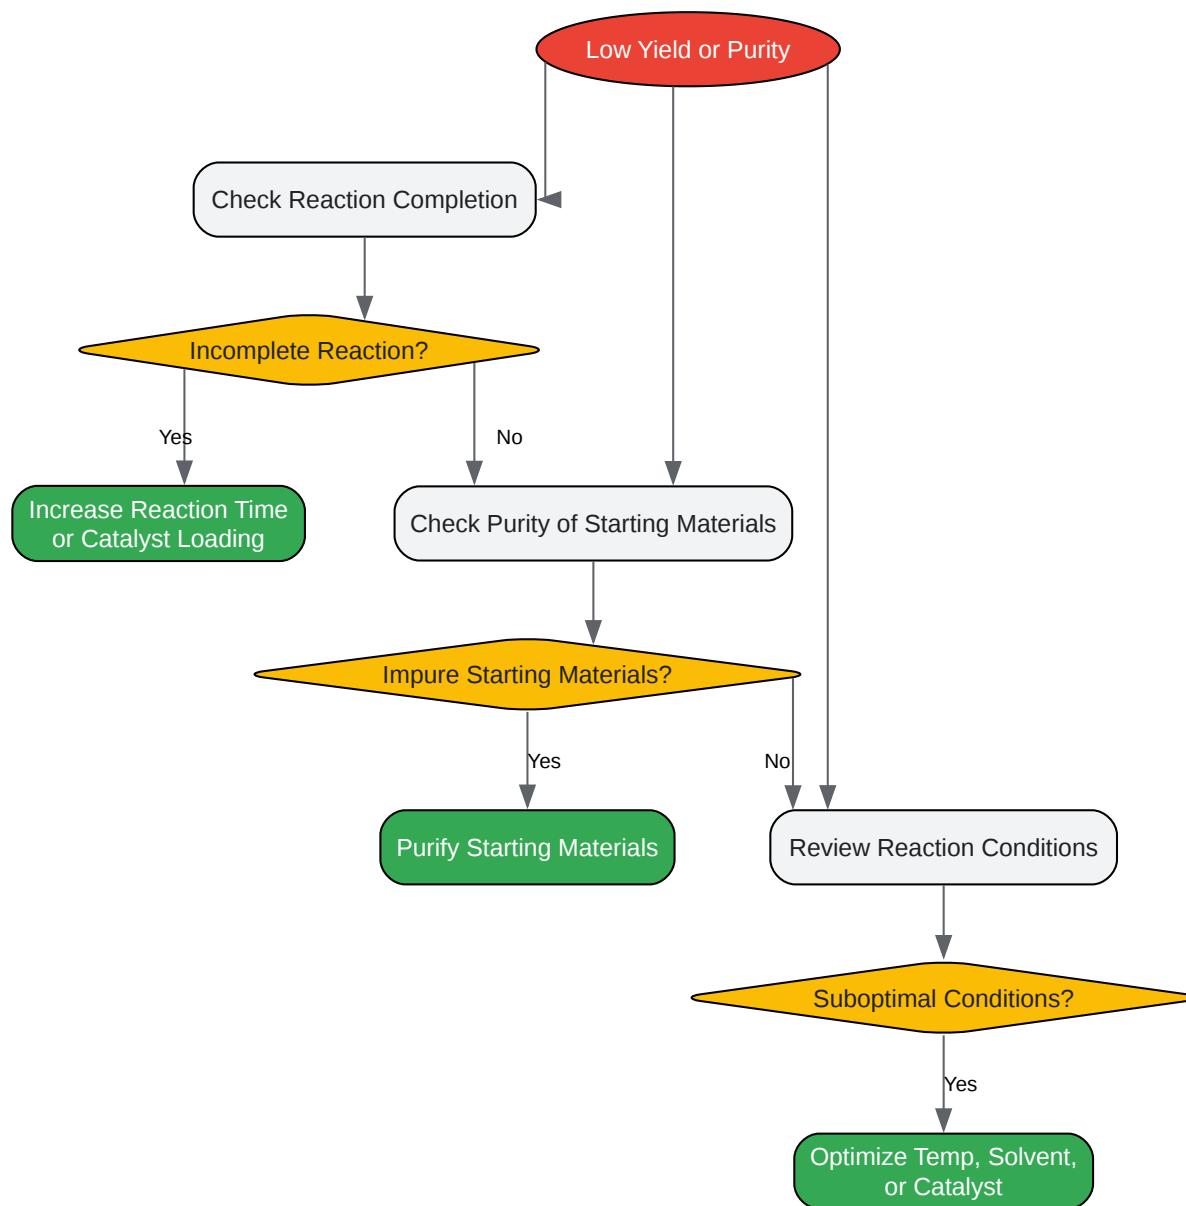 Low Yield or Purity
Check Reaction Completion
Incomplete Reaction?
Yes
No
Increase Reaction Time
or Catalyst Loading
Check Purity of Starting Materials
Impure Starting Materials?
Yes
No
Purify Starting Materials
Review Reaction Conditions
Suboptimal Conditions?
Yes
Optimize Temp, Solvent,
or Catalyst